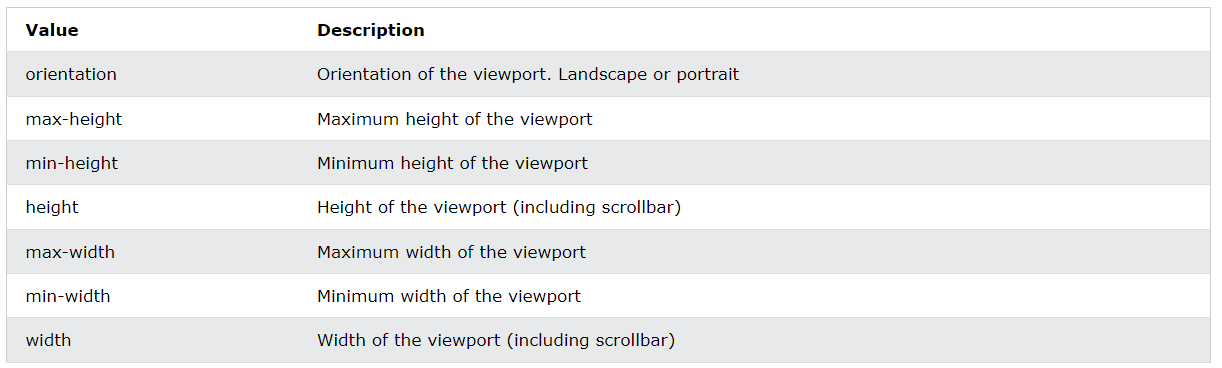 Value Description
orientation Orientation of the viewport. Landscape or portrait
max-height Maximum height of the viewport
min-height Minimum height of the viewport
height Height of the viewport (including scrollbar)
max-width Maximum width of the viewport
min-width Minimum width of the viewport
width Width of the viewport (including scrollbar)